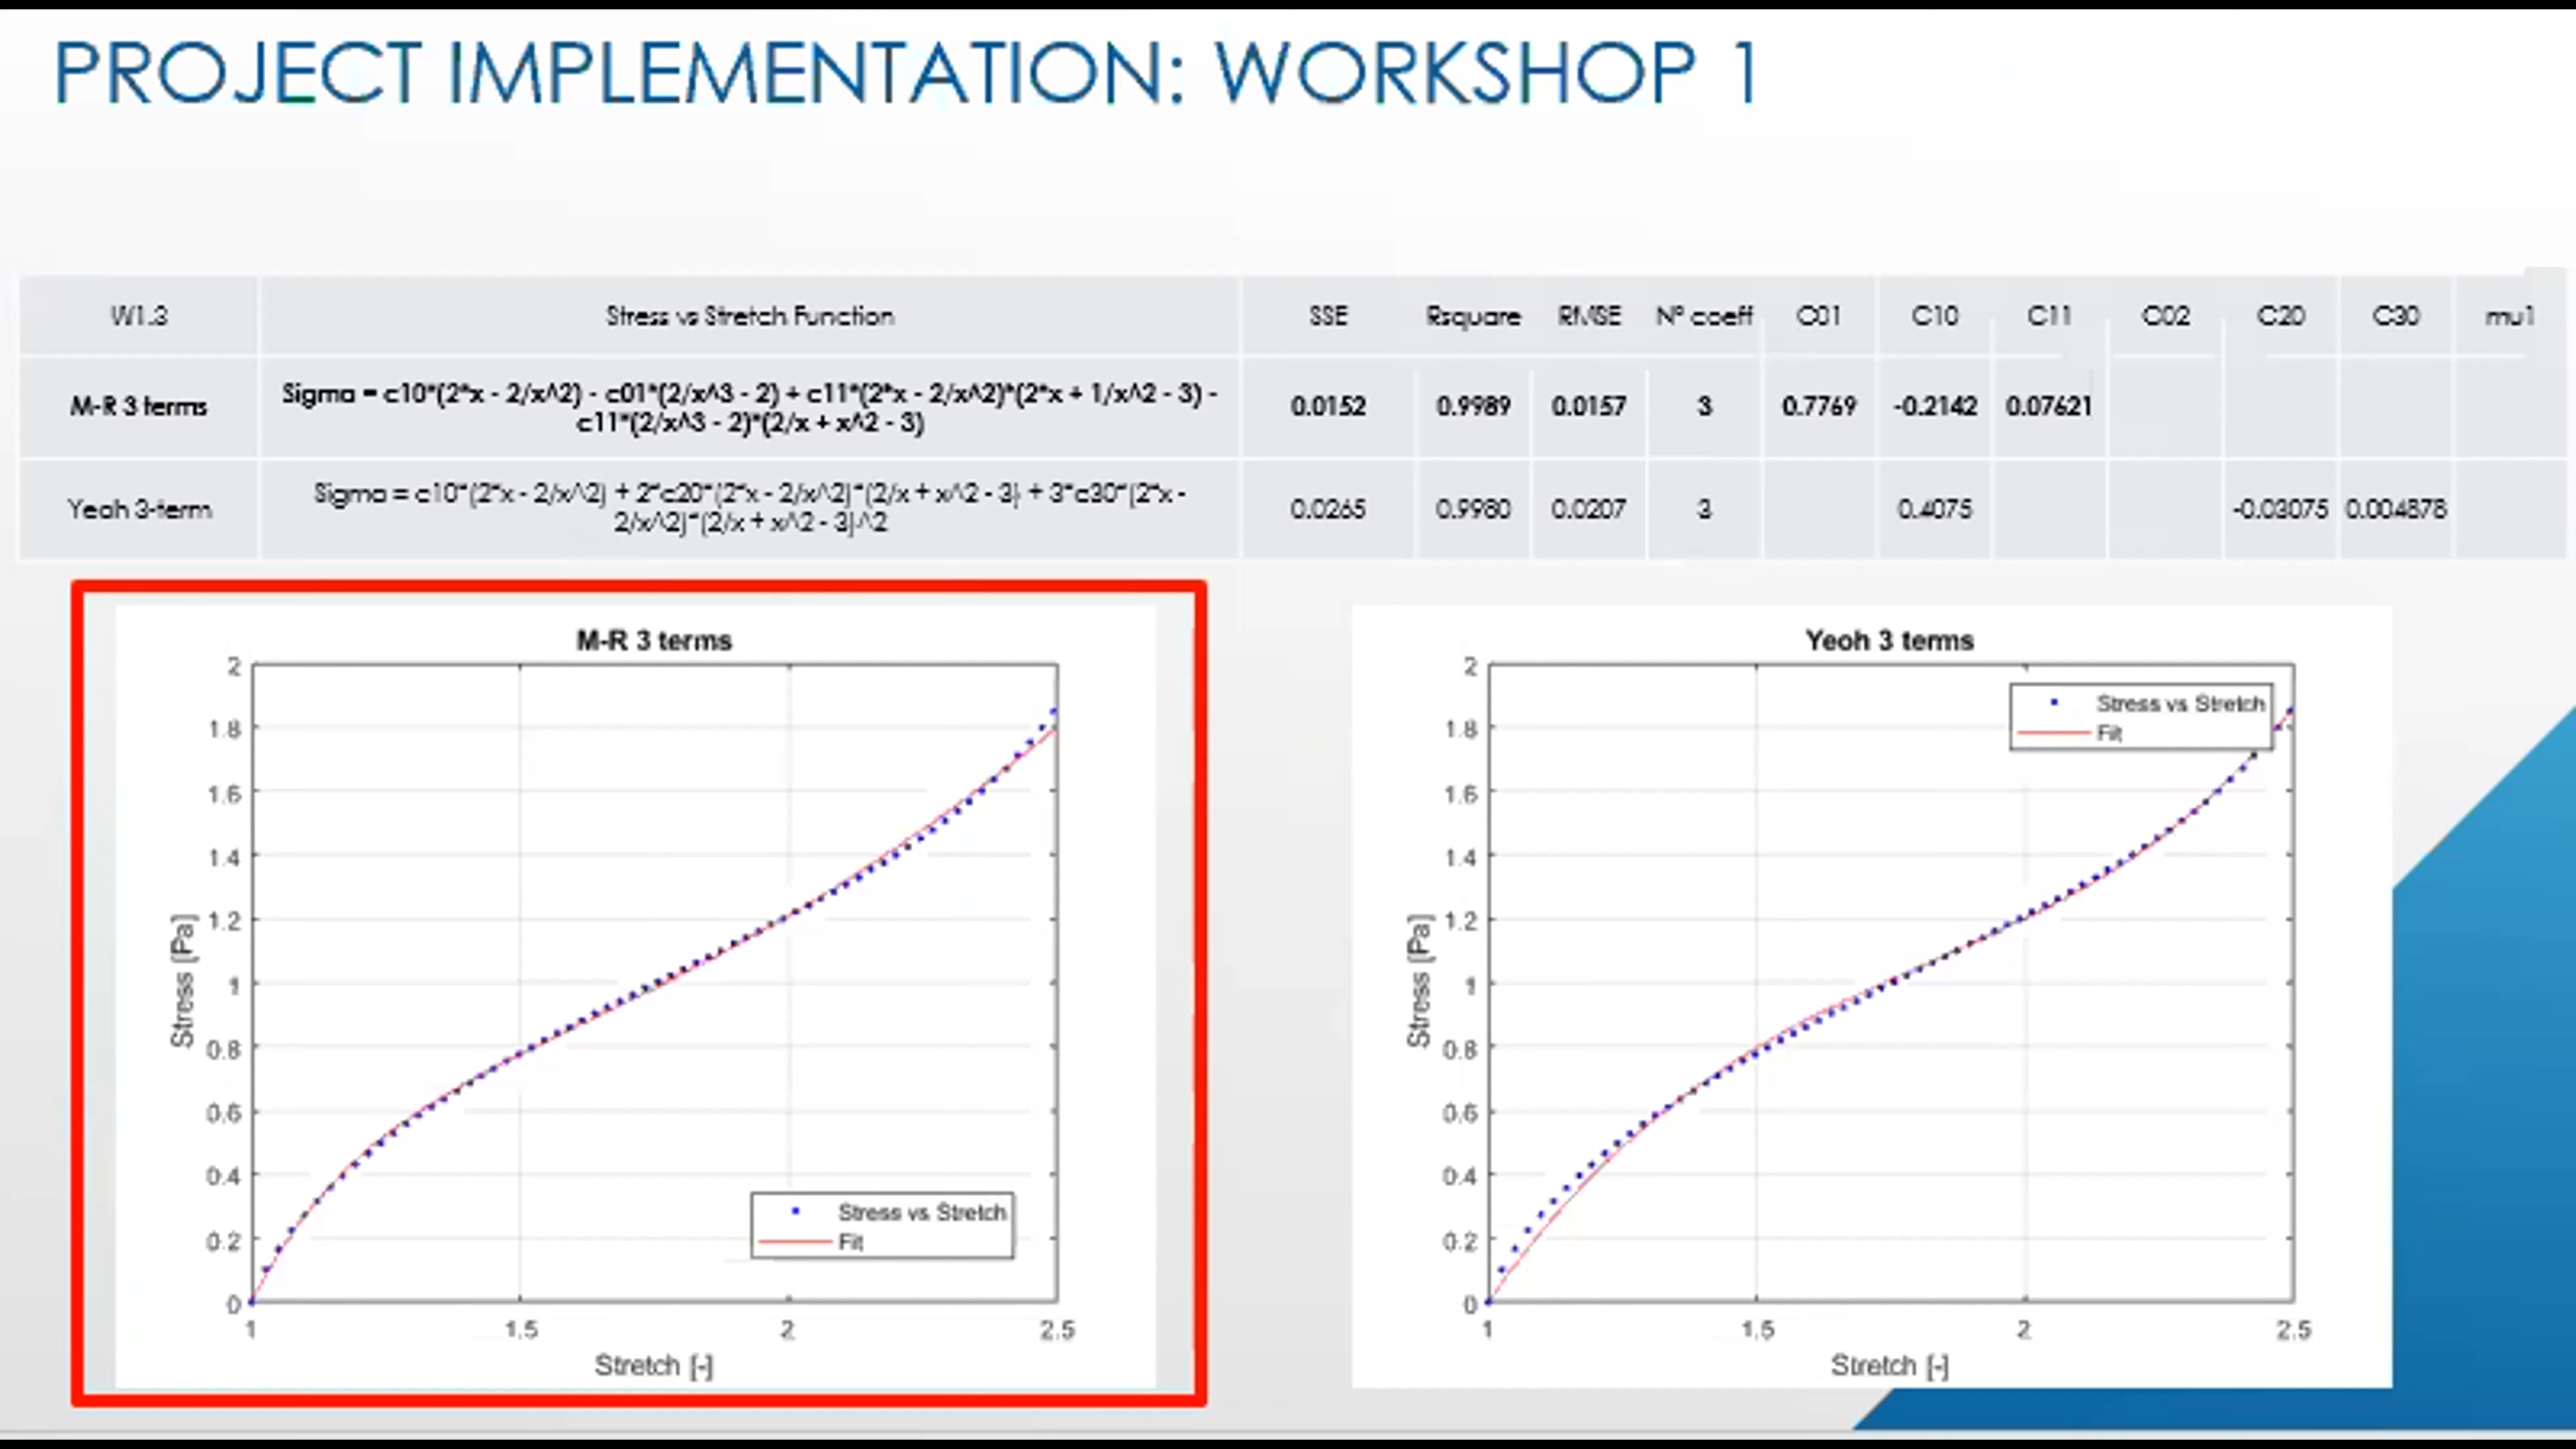 PROJECT IMPLEMENTATION: WORKSHOP 1
W1.3 Stress vs Stretch Function SSE Rsquare RMSE Nº coeff C01 C10 C11 C02 C20 C30 mu1
M-R 3 terms Sigma = c10*(2*x - 2/x^2) - c01*(2/x^3 - 2) + c11*(2*x - 2/x^2)*(2*x + 1/x^2 - 3) -
c11*(2/x^3 - 2)*(2/x + x^2 - 3) 0.0152 0.9989 0.0157 3 0.7769 -0.2142 0.07621
Yeoh 3-term Sigma = c10*(2*x - 2/x^2) + 2*c20*(2*x - 2/x^2)*(2/x + x^2 - 3) + 3*c30*(2*x -
2/x^2)*(2/x + x^2 - 3)^2 0.0265 0.9980 0.0207 3 0.4075 -0.03075 0.004878
M-R 3 terms
2
1.8
1.6
1.4
1.2
1
0.8
0.6
0.4
0.2
0
Stress [Pa]
Stress vs Stretch
Fit
1 1.5 2 2.5
Stretch [-]
Yeoh 3 terms
Stress vs Stretch
Fit
2
1.8
1.6
1.4
1.2
1
0.8
0.6
0.4
0.2
0
Stress [Pa]
1 1.5 2 2.5
Stretch [-]